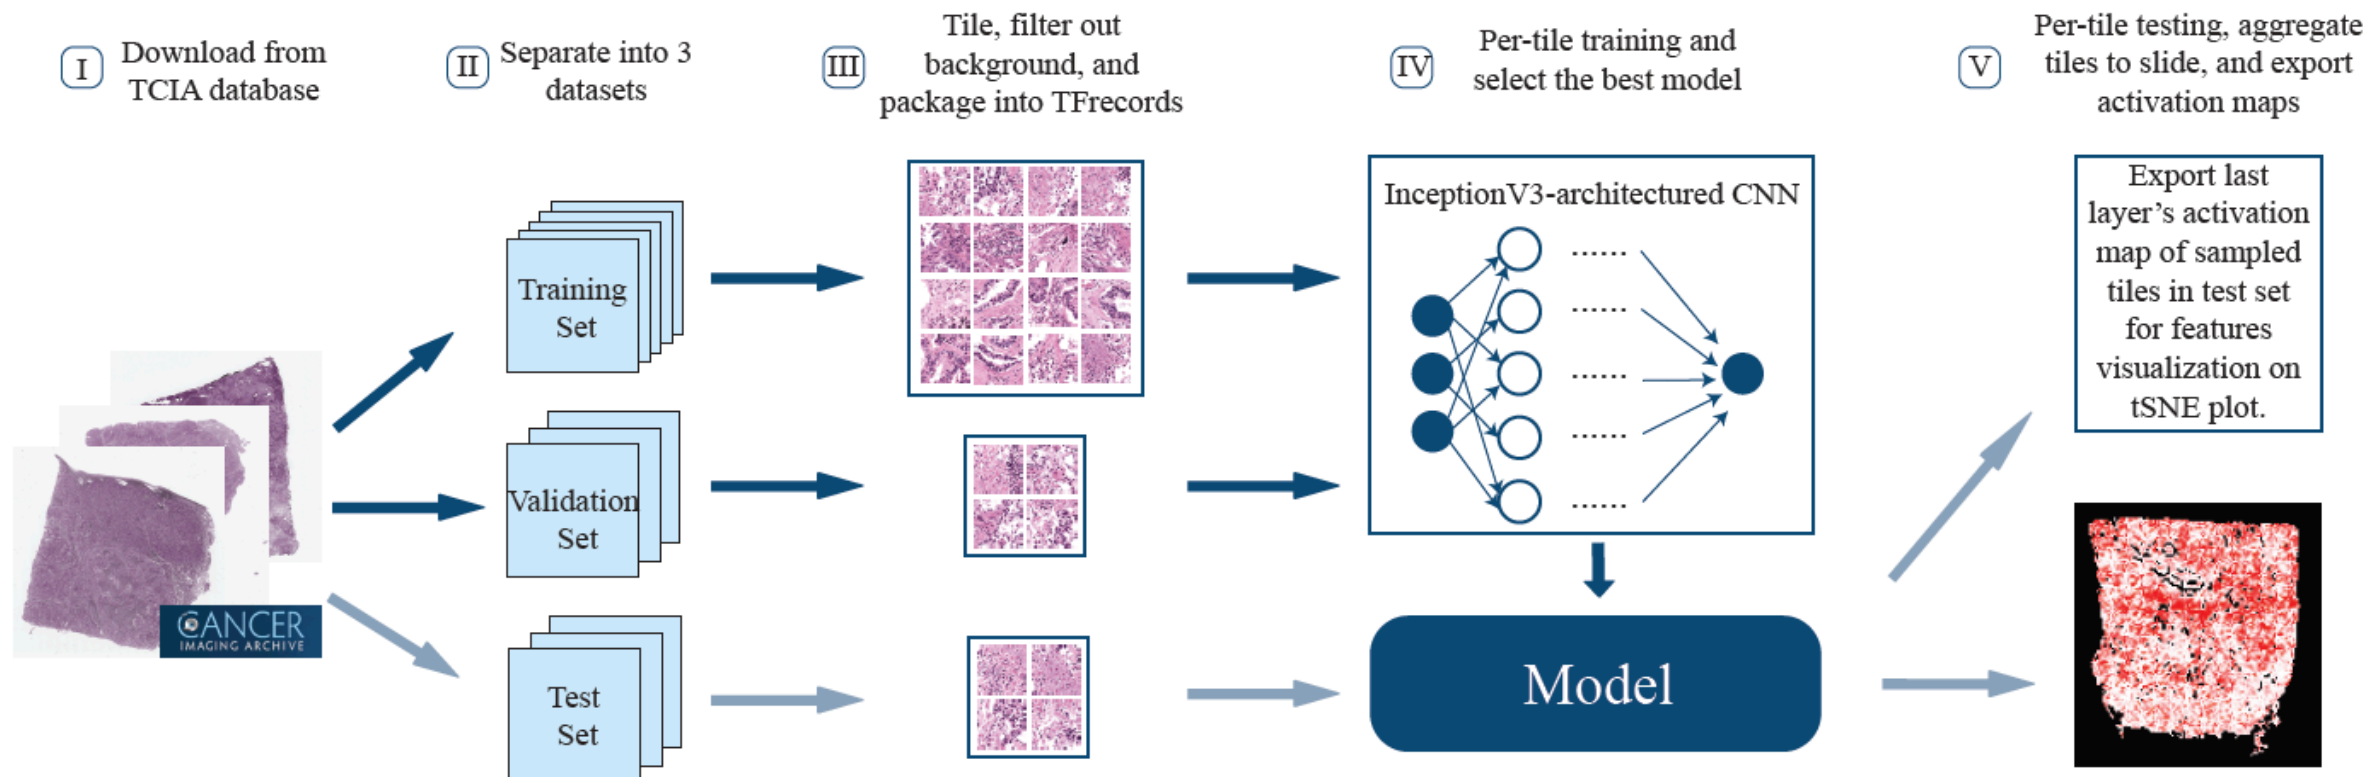 I
Download from
TCIA database
II
Separate into 3
datasets
III
Tile, filter out
background, and
package into TFrecords
IV
Per-tile training and
select the best model
V
Per-tile testing, aggregate
tiles to slide, and export
activation maps
Training
Set
Validation
Set
Test
Set
CANCER
IMAGING ARCHIVE
InceptionV3-architectured CNN
......
......
......
......
......
Model
Export last
layer’s activation
map of sampled
tiles in test set
for features
visualization on
tSNE plot.